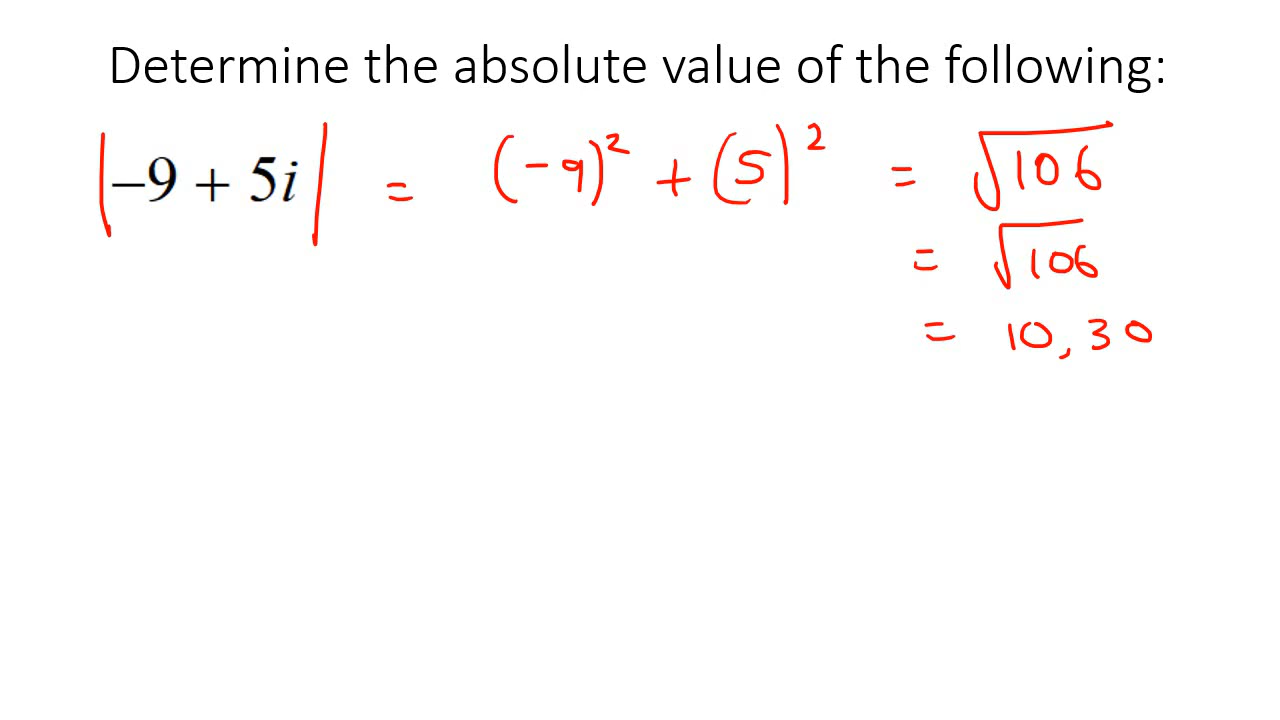 Determine the absolute value of the following:
|−9 + 5i| = (-9)² + (5)² = √106
= √106
= 10,30